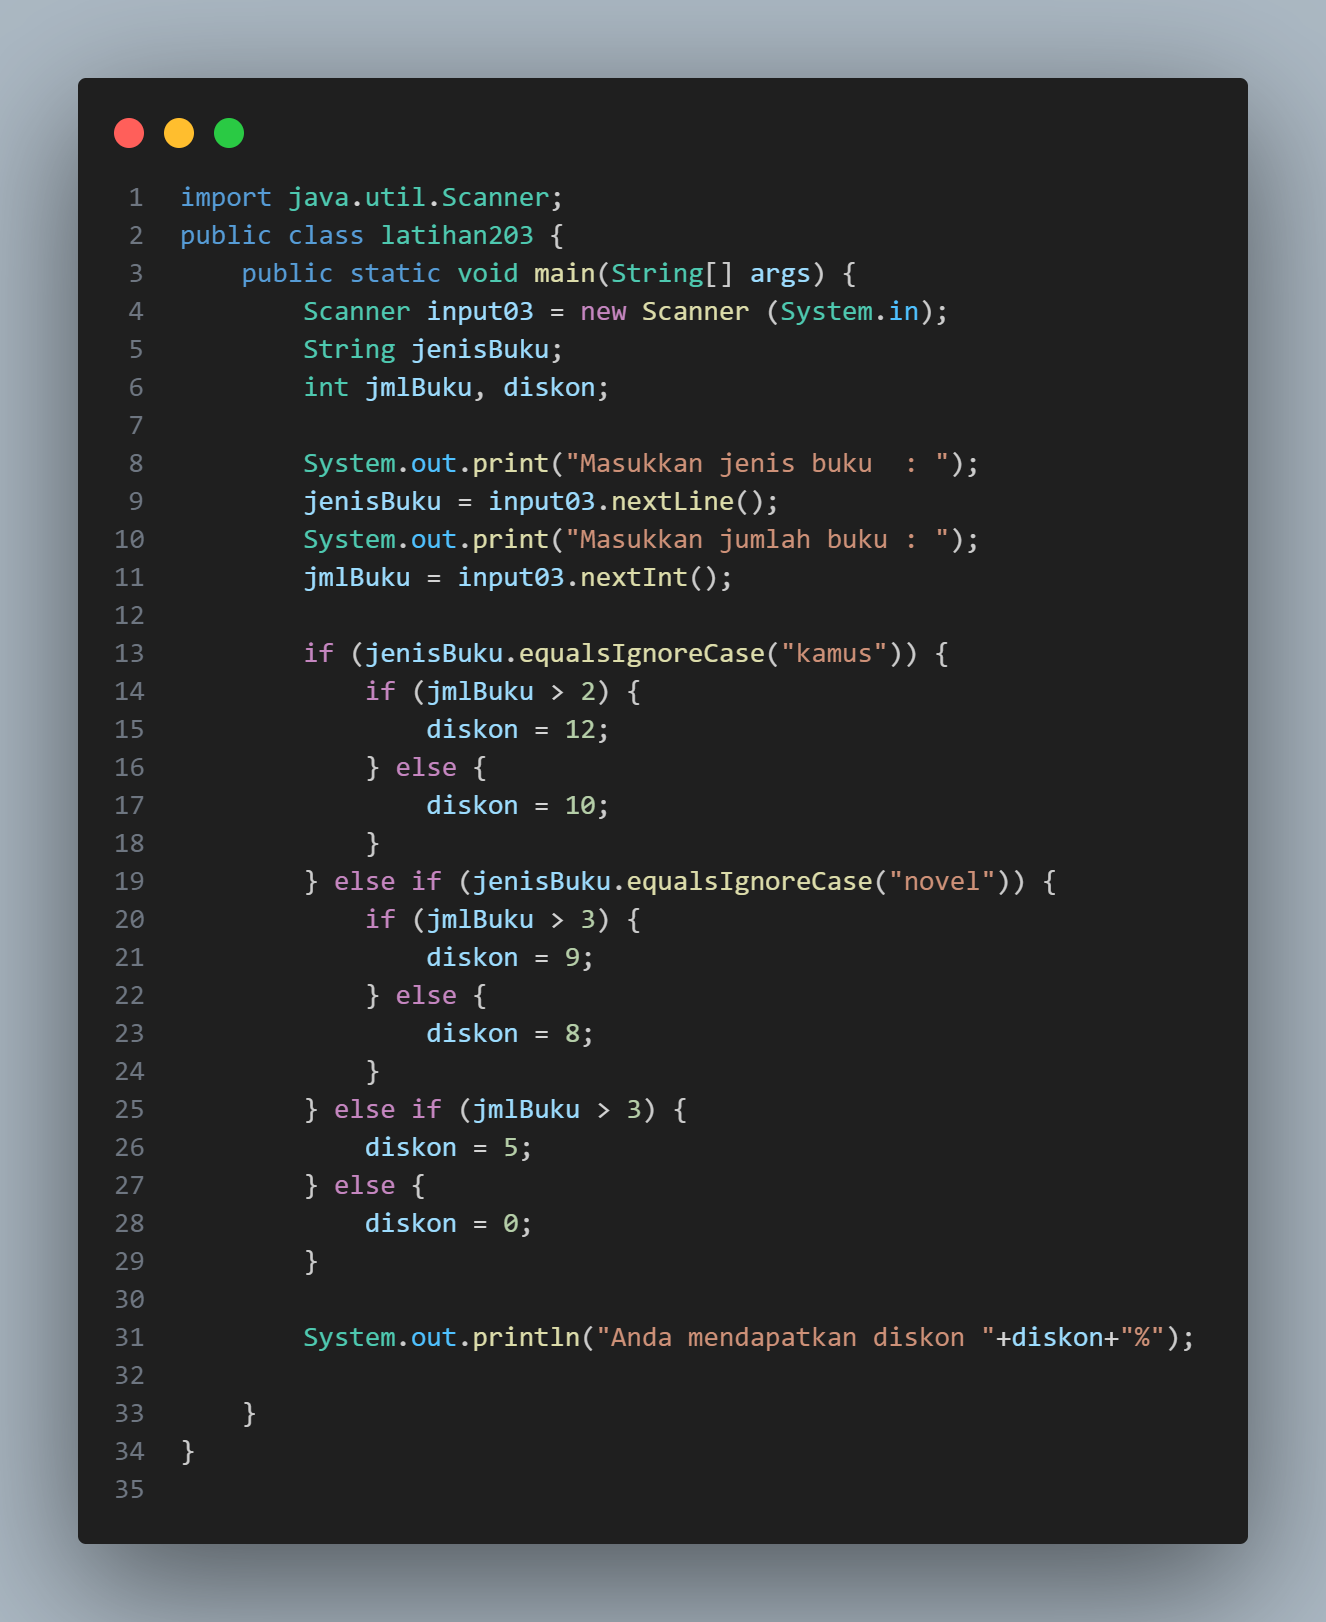 1 import java.util.Scanner;
2 public class latihan203 {
3     public static void main(String[] args) {
4         Scanner input03 = new Scanner (System.in);
5         String jenisBuku;
6         int jmlBuku, diskon;
7
8         System.out.print("Masukkan jenis buku  : ");
9         jenisBuku = input03.nextLine();
10         System.out.print("Masukkan jumlah buku : ");
11         jmlBuku = input03.nextInt();
12
13         if (jenisBuku.equalsIgnoreCase("kamus")) {
14             if (jmlBuku > 2) {
15                 diskon = 12;
16             } else {
17                 diskon = 10;
18             }
19         } else if (jenisBuku.equalsIgnoreCase("novel")) {
20             if (jmlBuku > 3) {
21                 diskon = 9;
22             } else {
23                 diskon = 8;
24             }
25         } else if (jmlBuku > 3) {
26             diskon = 5;
27         } else {
28             diskon = 0;
29         }
30
31         System.out.println("Anda mendapatkan diskon "+diskon+"%");
32
33     }
34 }
35